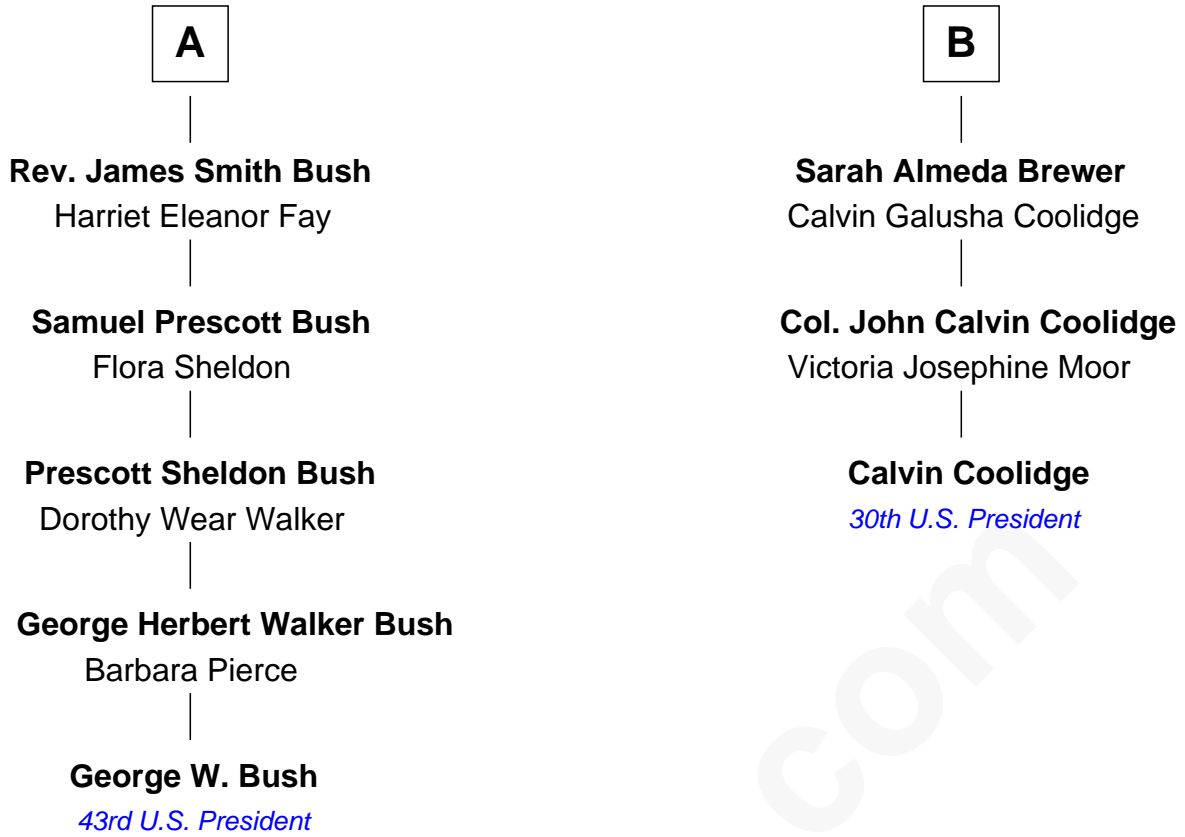 A
Rev. James Smith Bush
Harriet Eleanor Fay
Samuel Prescott Bush
Flora Sheldon
Prescott Sheldon Bush
Dorothy Wear Walker
George Herbert Walker Bush
Barbara Pierce
George W. Bush
43rd U.S. President
B
Sarah Almeda Brewer
Calvin Galusha Coolidge
Col. John Calvin Coolidge
Victoria Josephine Moor
Calvin Coolidge
30th U.S. President
com